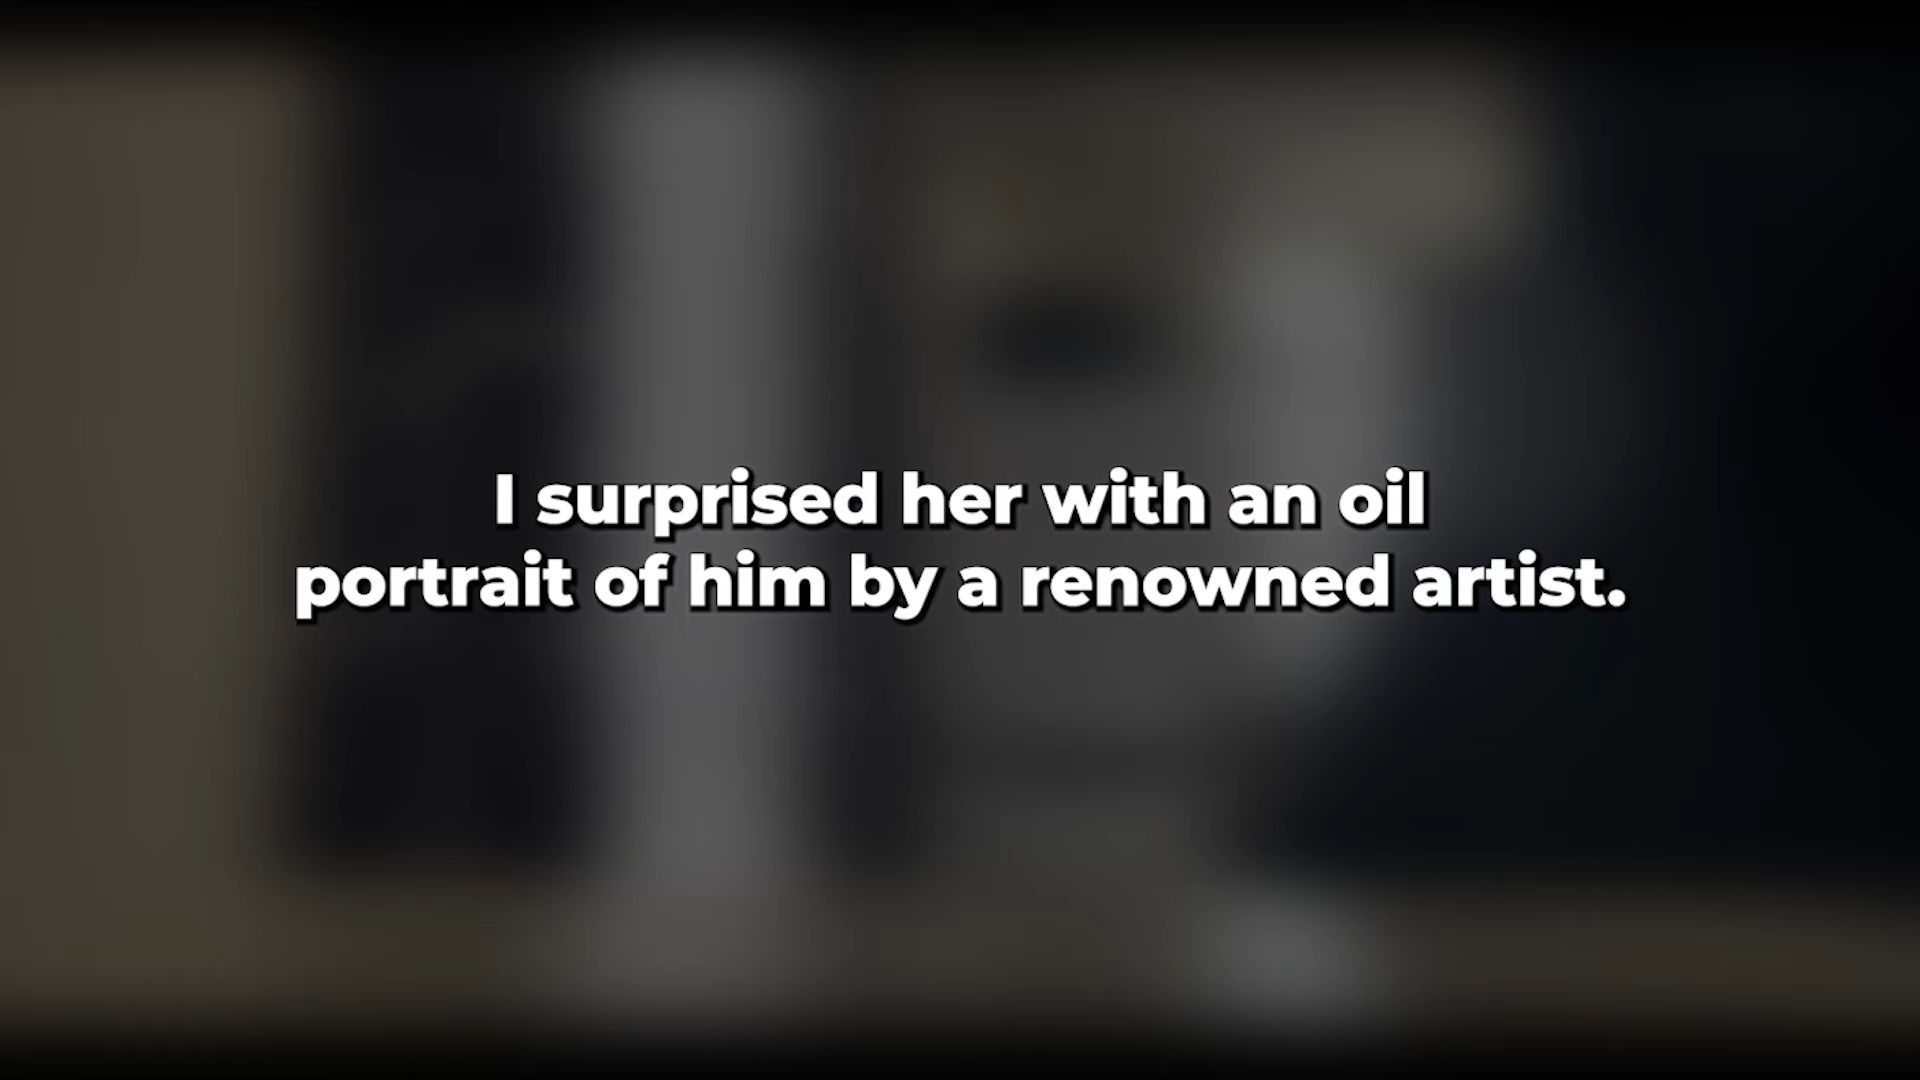 I surprised her with an oil
portrait of him by a renowned artist.